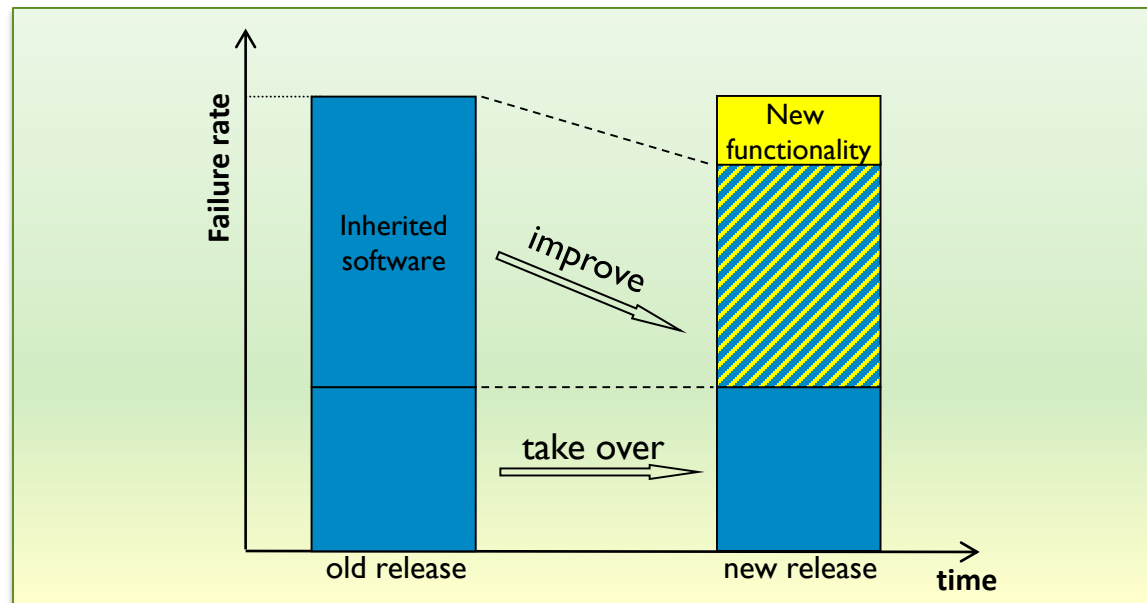 Failure rate
Inherited
software
improve
take over
New
functionality
old release
new release
time